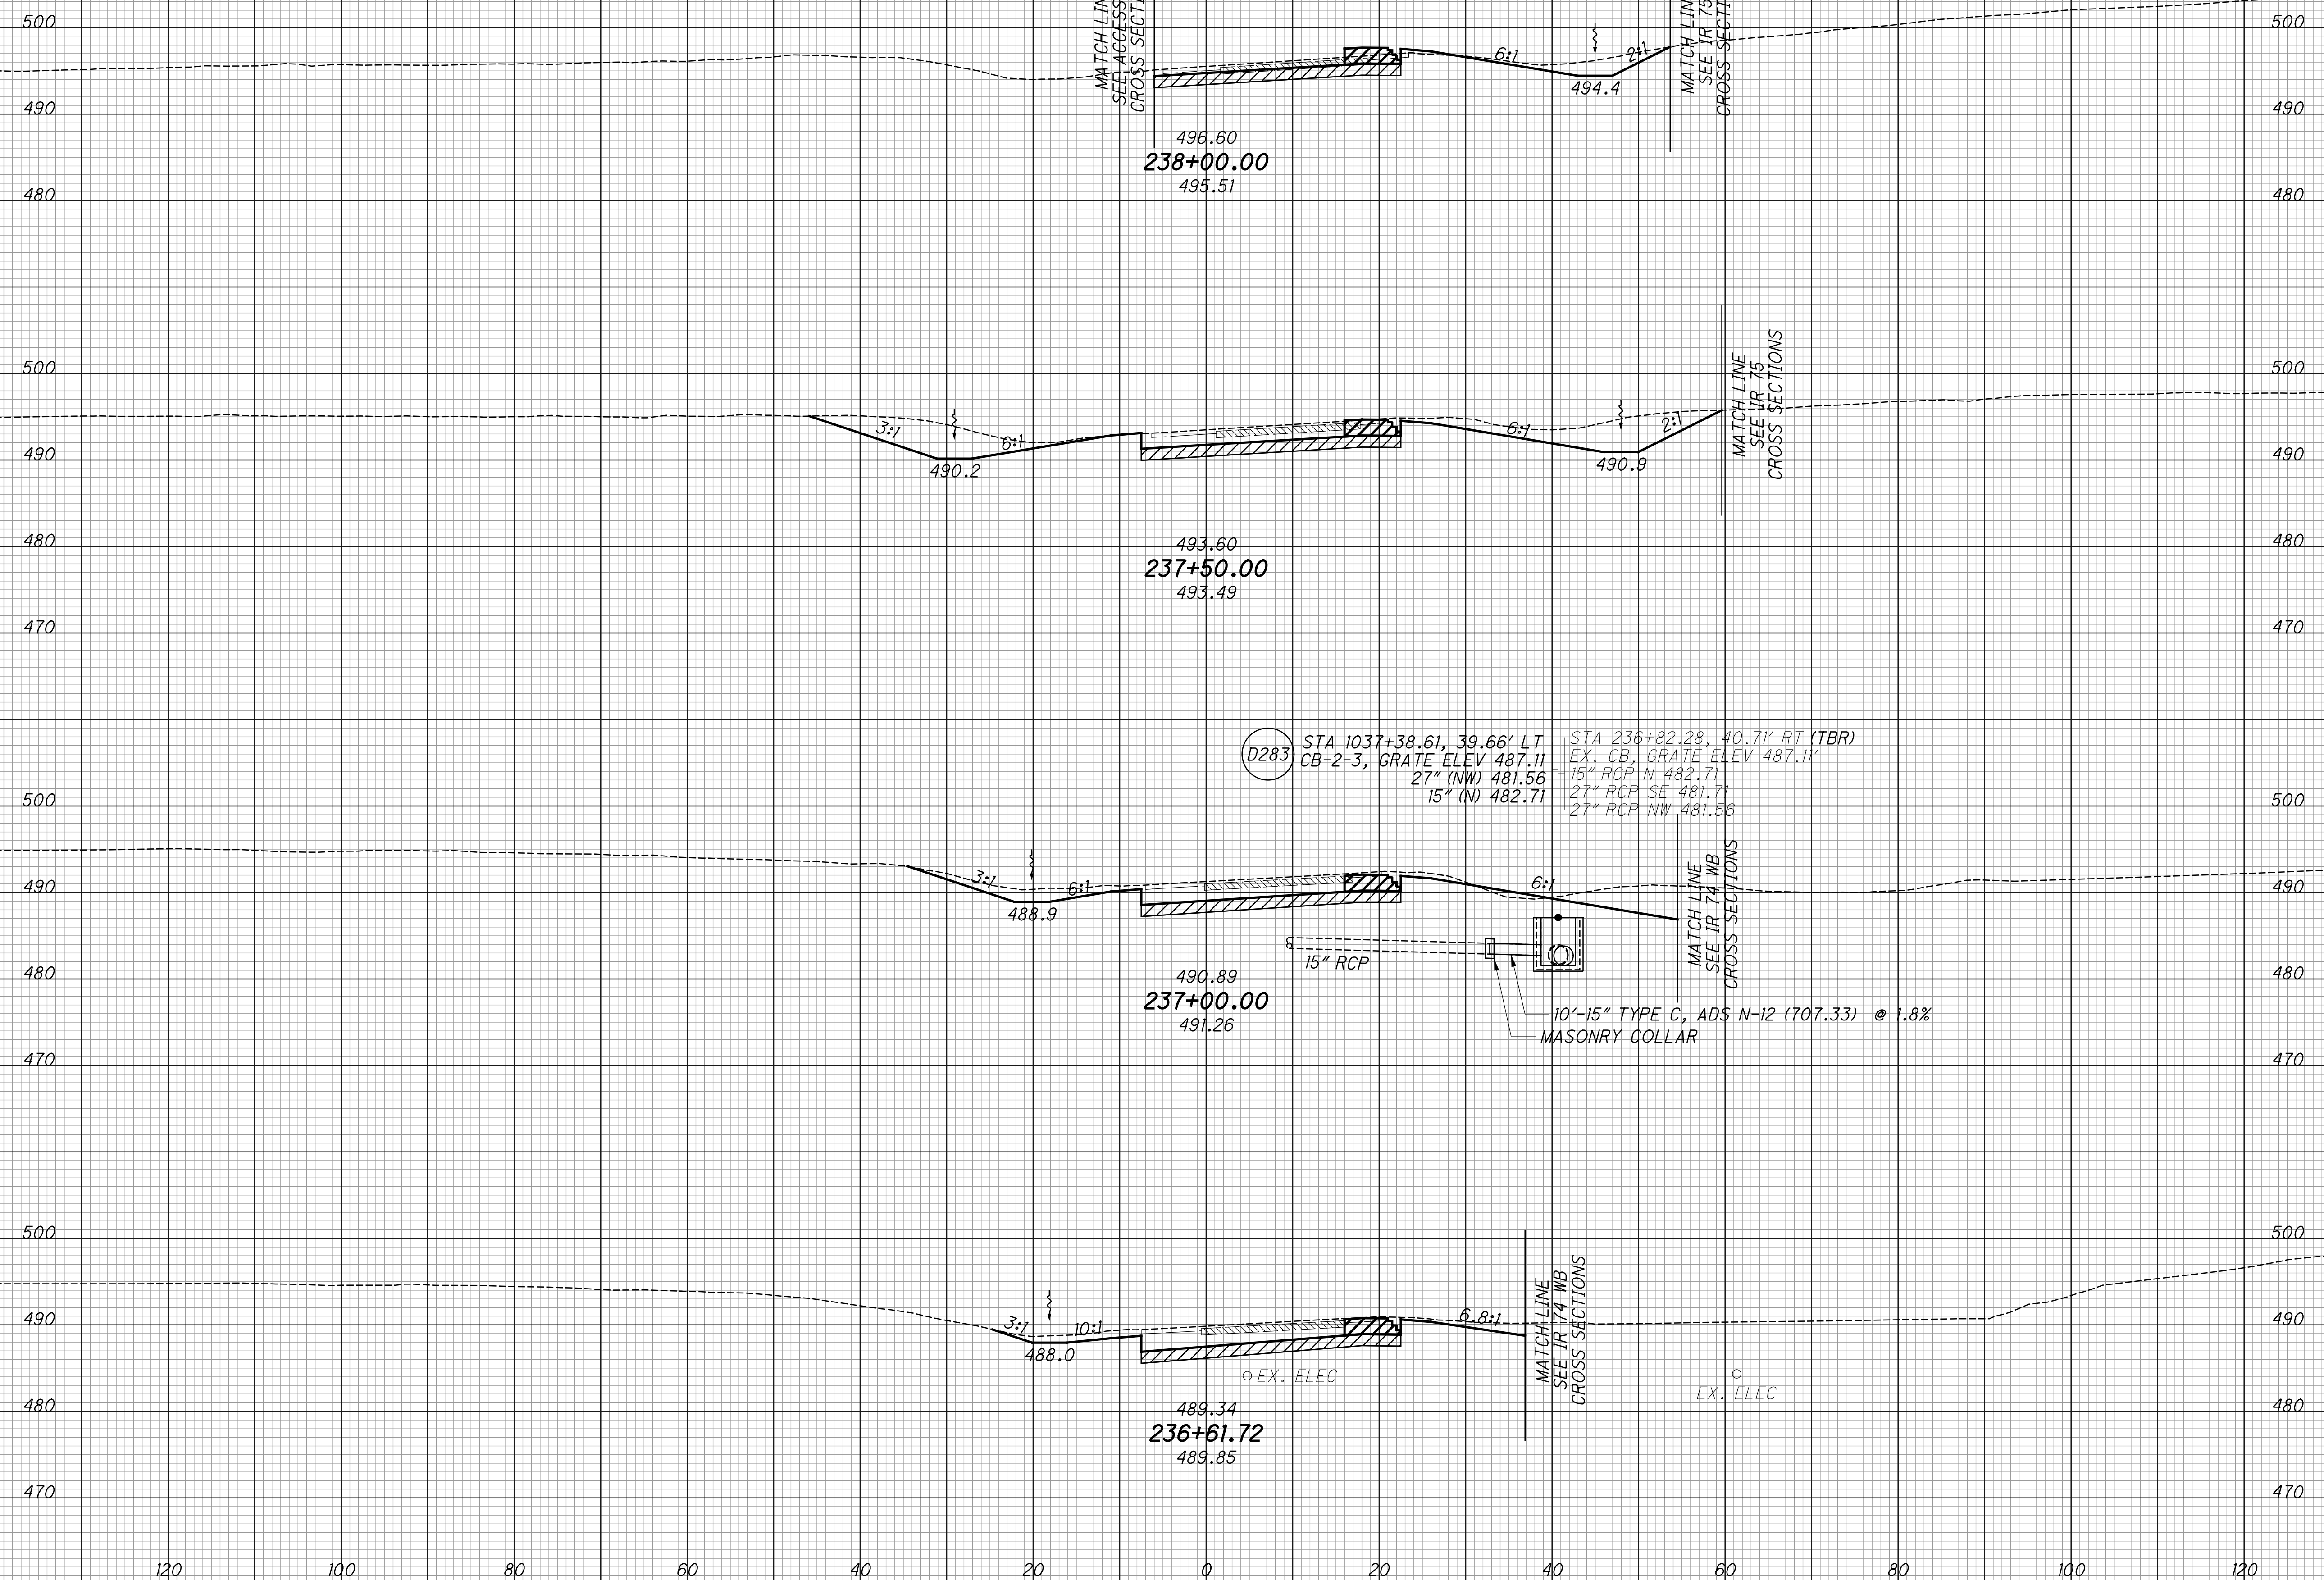 500
MATCH LIN
SEE ACCESS
CROSS SECTI
6:1
2:1
494.4
MATCH LIN
SEE IR 75
CROSS SECTI
500
490
490
496.60
238+00.00
495.51
480
480
500
3:1
6:1
490.2
6:1
2:1
490.9
MATCH LINE
SEE IR 75
CROSS SECTIONS
500
490
490
480
493.60
237+50.00
493.49
480
470
470
D283
STA 1037+38.61, 39.66' LT
CB-2-3, GRATE ELEV 487.11
27" (NW) 481.56
15" (N) 482.71
STA 236+82.28, 40.71' RT (TBR)
EX. CB, GRATE ELEV 487.11'
15" RCP N 482.71
27" RCP SE 481.71
27" RCP NW 481.56
500
500
490
3:1
6:1
488.9
6:1
MATCH LINE
SEE IR 74 WB
CROSS SECTIONS
490
15" RCP
480
490.89
237+00.00
491.26
480
10'-15" TYPE C, ADS N-12 (707.33) @ 1.8%
MASONRY COLLAR
470
470
500
500
490
3:1
10:1
488.0
6.8:1
MATCH LINE
SEE IR 74 WB
CROSS SECTIONS
490
EX. ELEC
EX. ELEC
480
489.34
236+61.72
489.85
480
470
470
120 100 80 60 40 20 0 20 40 60 80 100 120